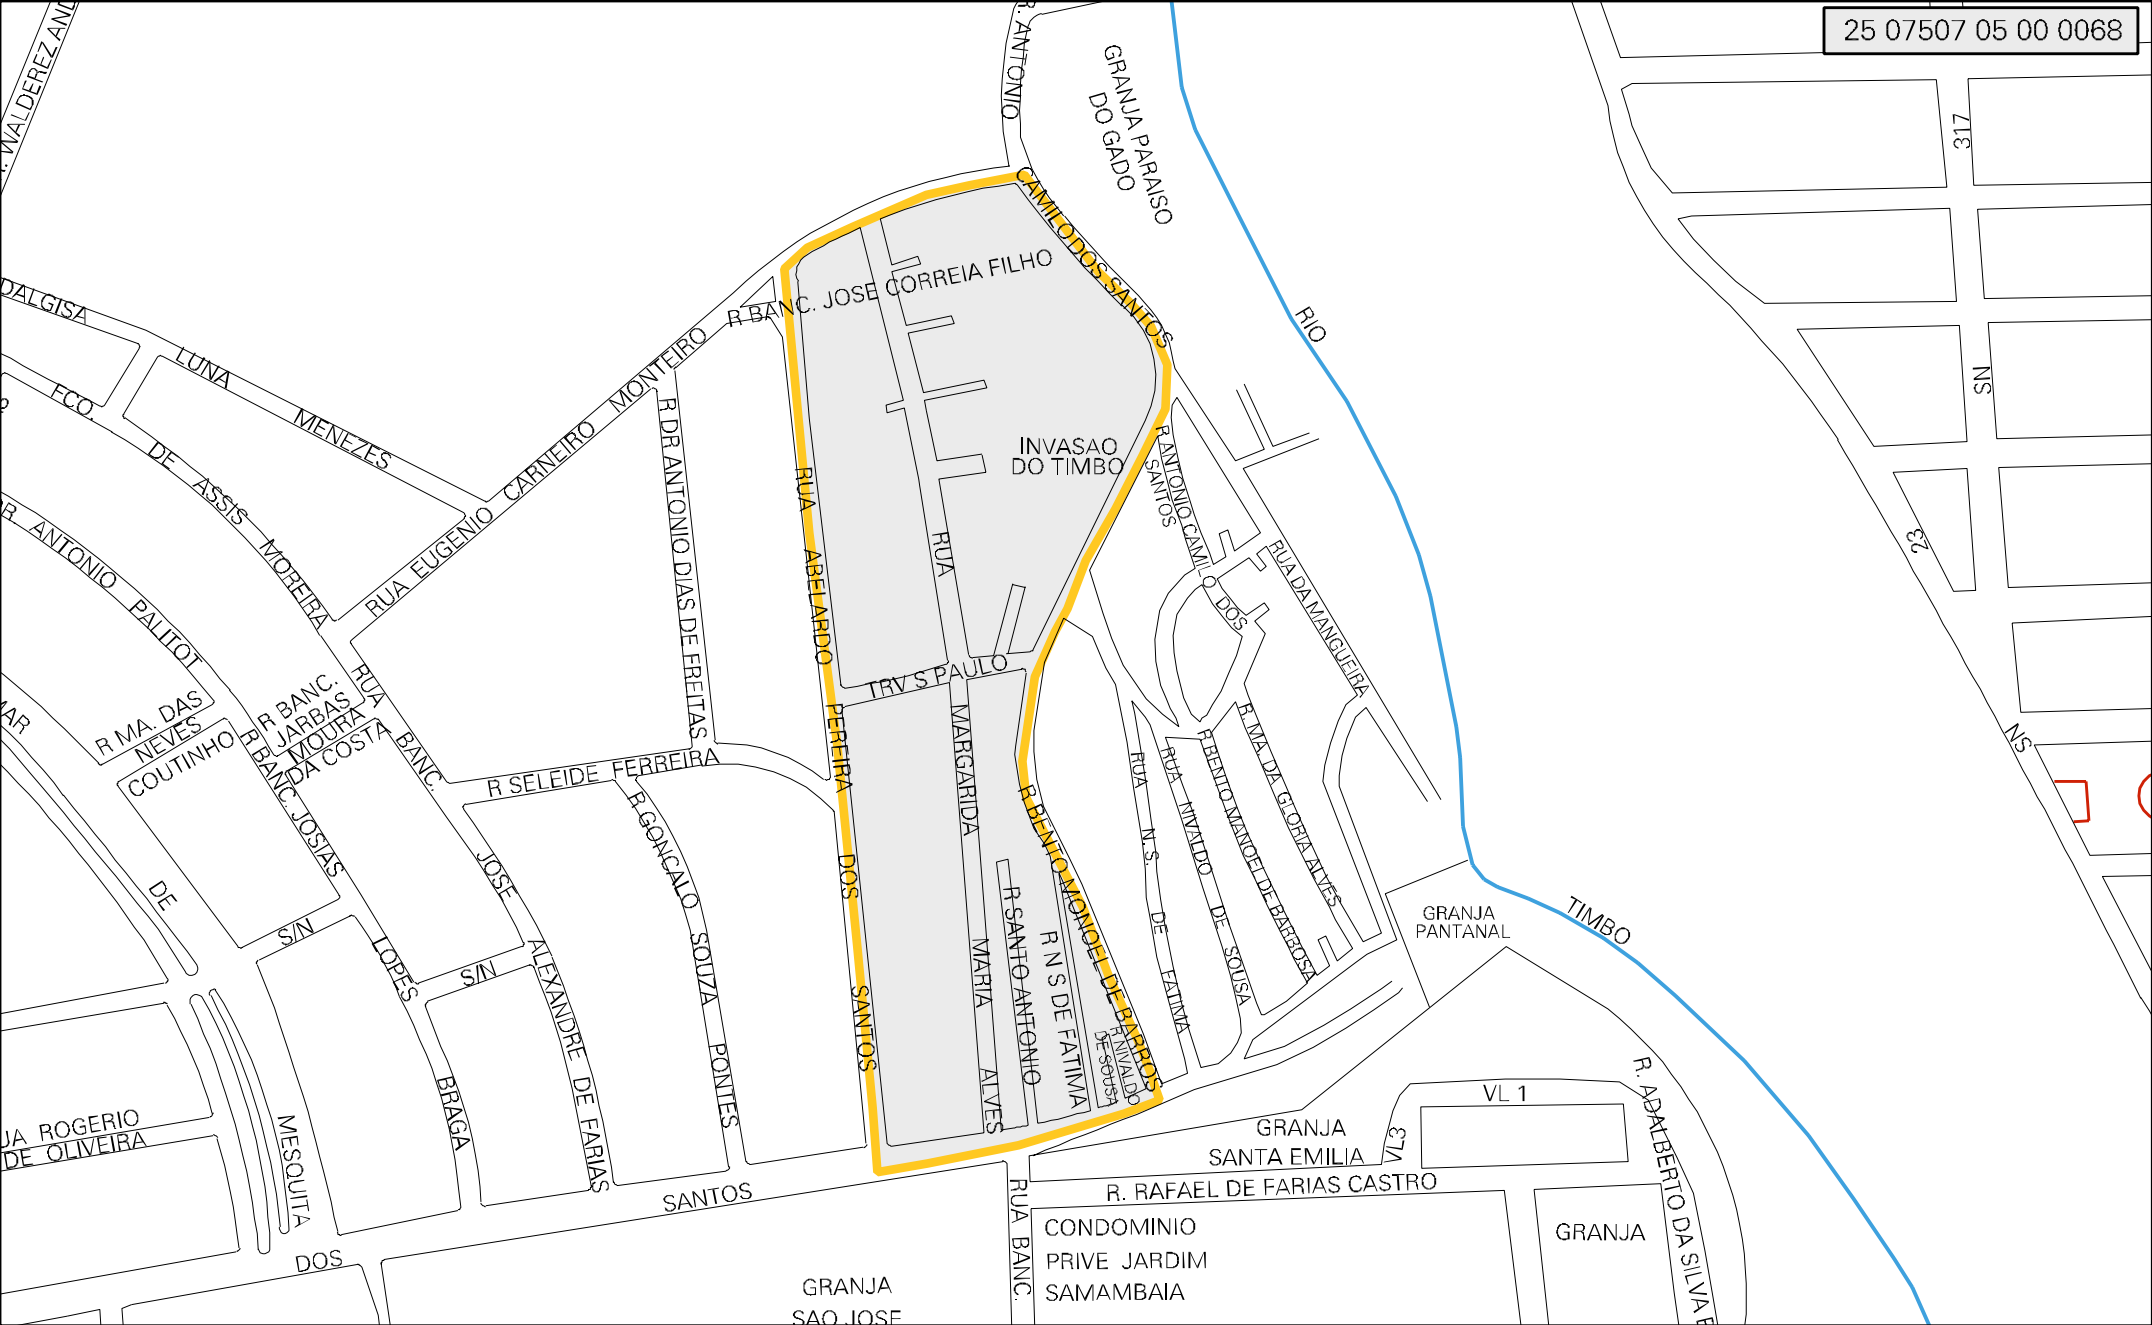 25 07507 05 00 0068
WALDEREZ AND
R. ANTONIO
CAMILO DOS SANTOS
GRANJA PARAISO
DO GADO
317
SN
23
SN
RIO
TIMBO
R BANC. JOSE CORREIA FILHO
INVASAO
DO TIMBO
DALGISA
LUNA
MENEZES
FCO.
DE
ASSIS
MOREIRA
RUA EUGENIO
CARNEIRO
MONTEIRO
R DR ANTONIO DIAS DE FREITAS
RUA
ABELARDO
PEREIRA
DOS
SANTOS
RUA
MARGARIDA
MARIA
ALVES
TRV S PAULO
R ANTONIO CAMILO DOS
SANTOS
RUA DA MANGUEIRA
DR ANTONIO
PALITOT
R MA. DAS
NEVES
COUTINHO
R BANC.
JARBAS
MOURA
DA COSTA
R BANC. JOSIAS
LOPES
BRAGA
RUA
BANC.
JOSE
ALEXANDRE
DE FARIAS
R SELEIDE FERREIRA
R GONCALO
SOUZA
PONTES
R BENTO MONOEL DE BARROS
R SANTO ANTONIO
R N S DE FATIMA
R NIVALDO
DE SOUSA
RUA
N. S.
DE
FATIMA
RUA
NIVALDO
DE
SOUSA
R BENTO MANOEL DE BARBOSA
R. MA. DA GLORIA ALVES
MAR
DE
MESQUITA
S/N
S/N
GRANJA
PANTANAL
ROGERIO
DE OLIVEIRA
DOS
SANTOS
GRANJA
SANTA EMILIA
VL 1
VL3
R. RAFAEL DE FARIAS CASTRO
R. ADALBERTO DA SILVA
RUA BANC.
CONDOMINIO
PRIVE JARDIM
SAMAMBAIA
GRANJA
GRANJA
SAO JOSE